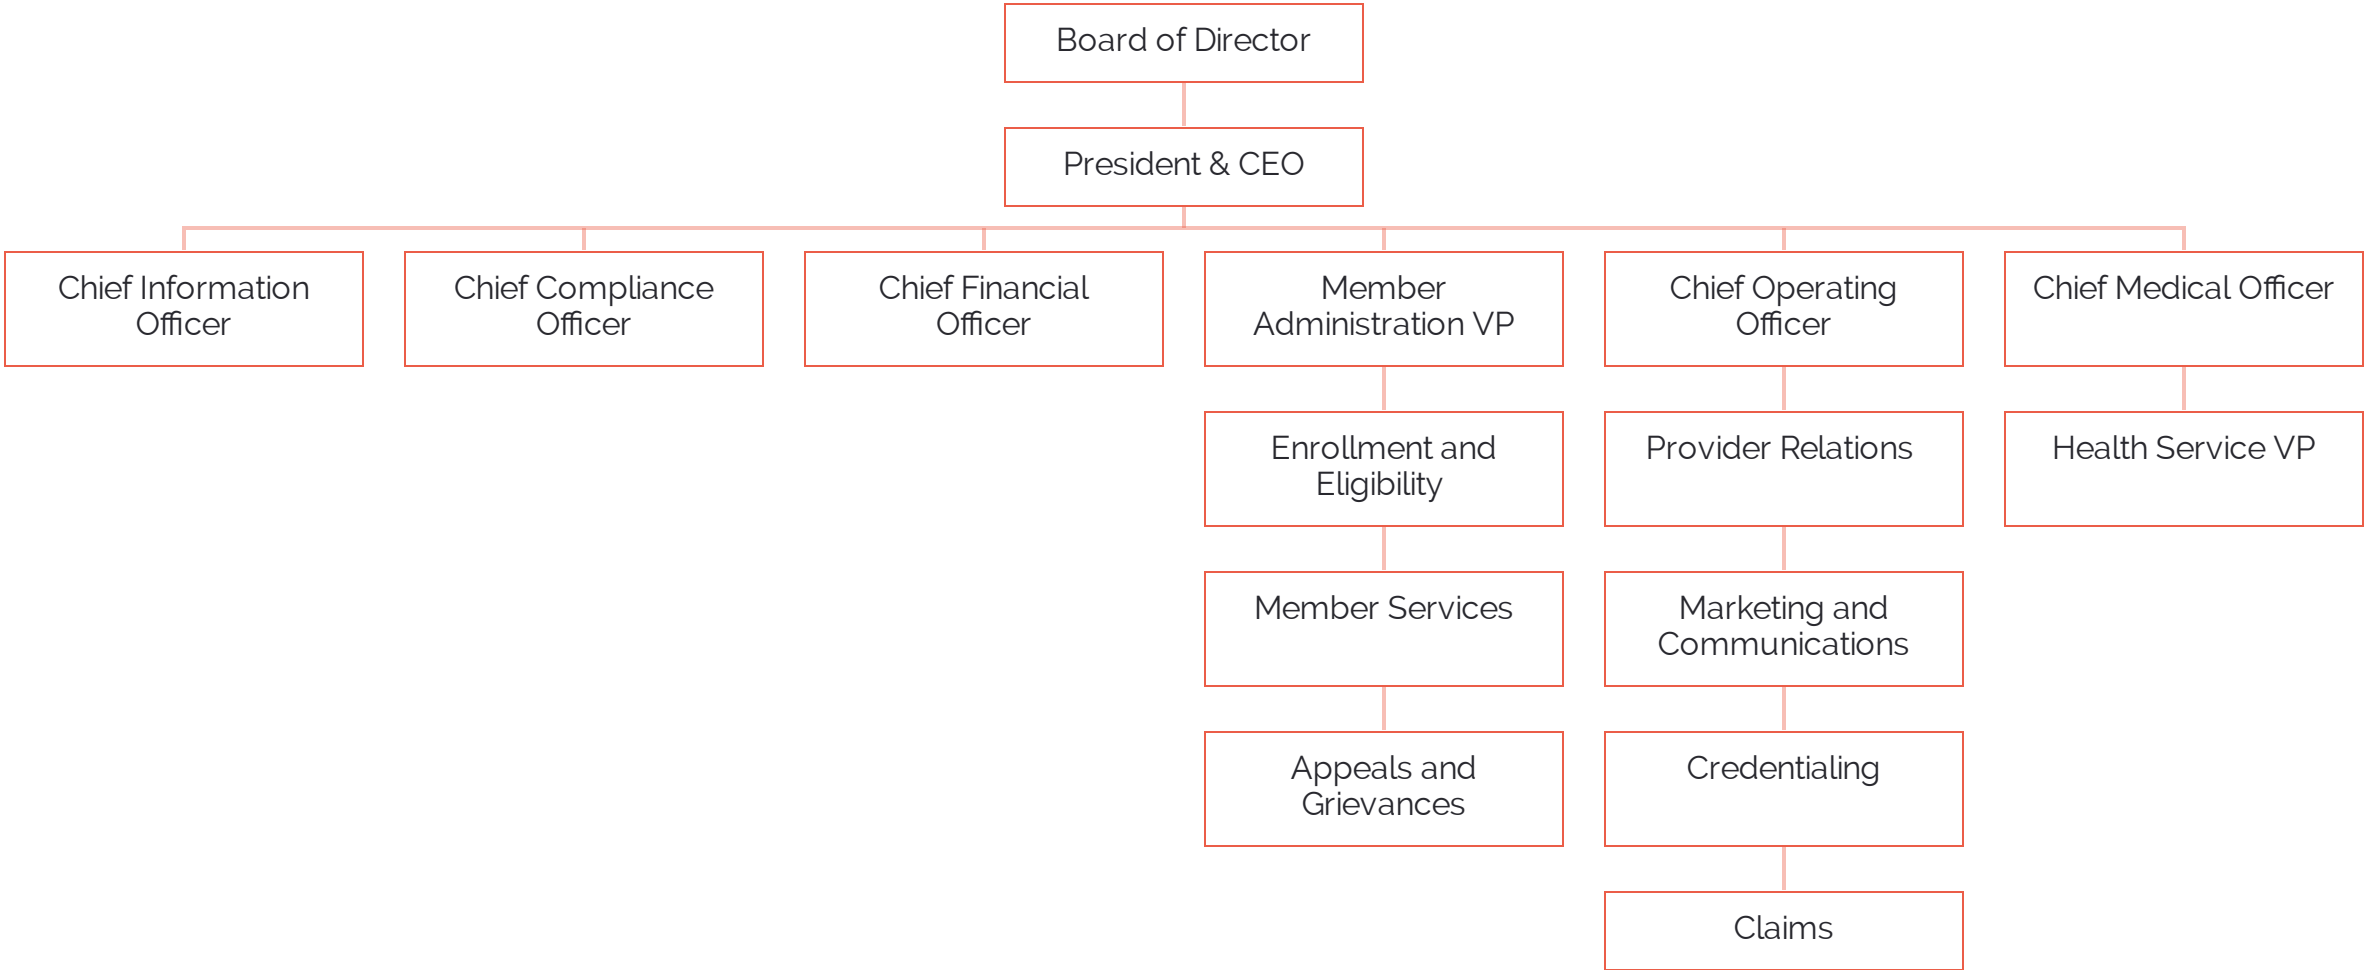 Board of Director
President & CEO
Chief Information
Officer
Chief Compliance
Officer
Chief Financial
Officer
Member
Administration VP
Chief Operating
Officer
Chief Medical Officer
Enrollment and
Eligibility
Provider Relations
Health Service VP
Member Services
Marketing and
Communications
Appeals and
Grievances
Credentialing
Claims